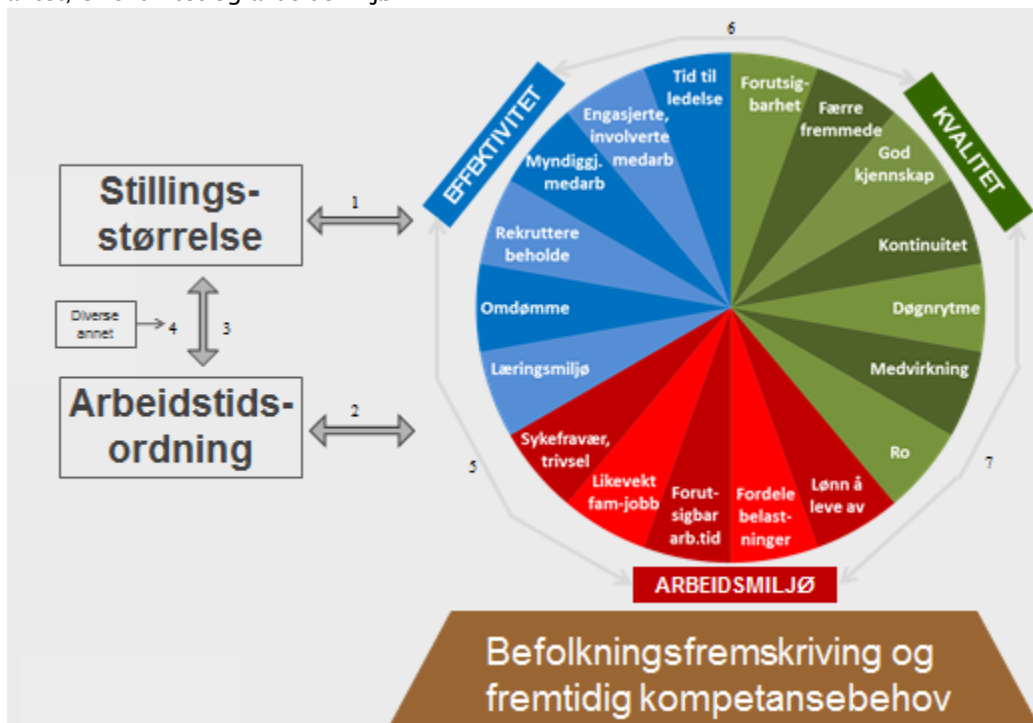 6
EFFEKTIVITET
KVALITET
Tid til
ledelse
Forutsig-
barhet
Engasjerte,
involverte
medarb
Færre
fremmede
Myndiggj.
medarb
God
kjennskap
Stillings-
størrelse
1
Rekruttere
beholde
Kontinuitet
Omdømme
Døgnrytme
Diverse
annet
4
3
Læringsmiljø
Medvirkning
Arbeidstids-
ordning
2
Sykefravær,
trivsel
Ro
5
7
Likevekt
fam-jobb
Forut-
sigbar
arb.tid
Fordele
belast-
ninger
Lønn å
leve av
ARBEIDSMILJØ
Befolkningsfremskriving og
fremtidig kompetansebehov